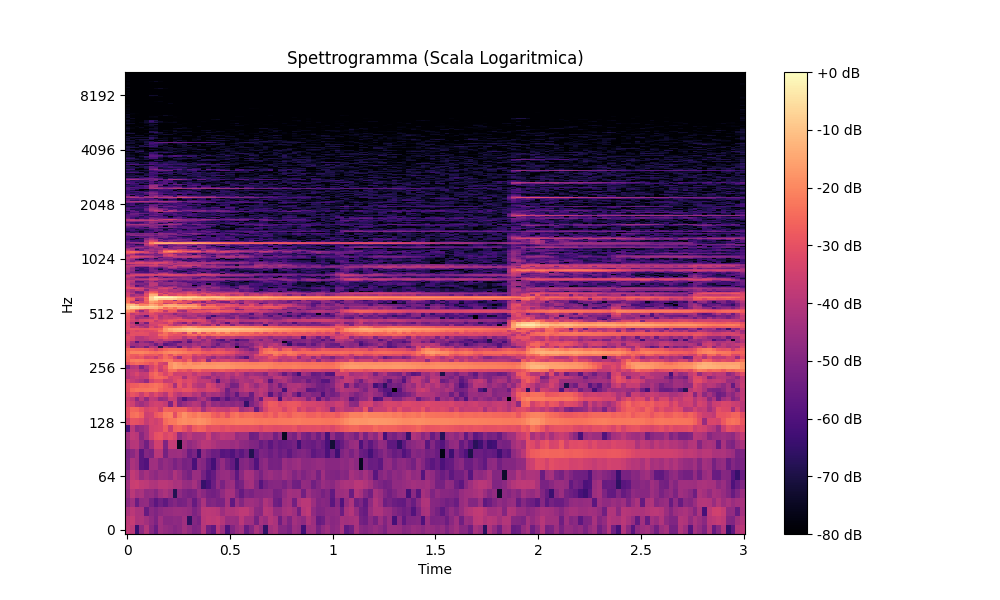 Spettrogramma (Scala Logaritmica)
Hz
8192
4096
2048
1024
512
256
128
64
0
0
0.5
1
1.5
2
2.5
3
Time
+0 dB
-10 dB
-20 dB
-30 dB
-40 dB
-50 dB
-60 dB
-70 dB
-80 dB